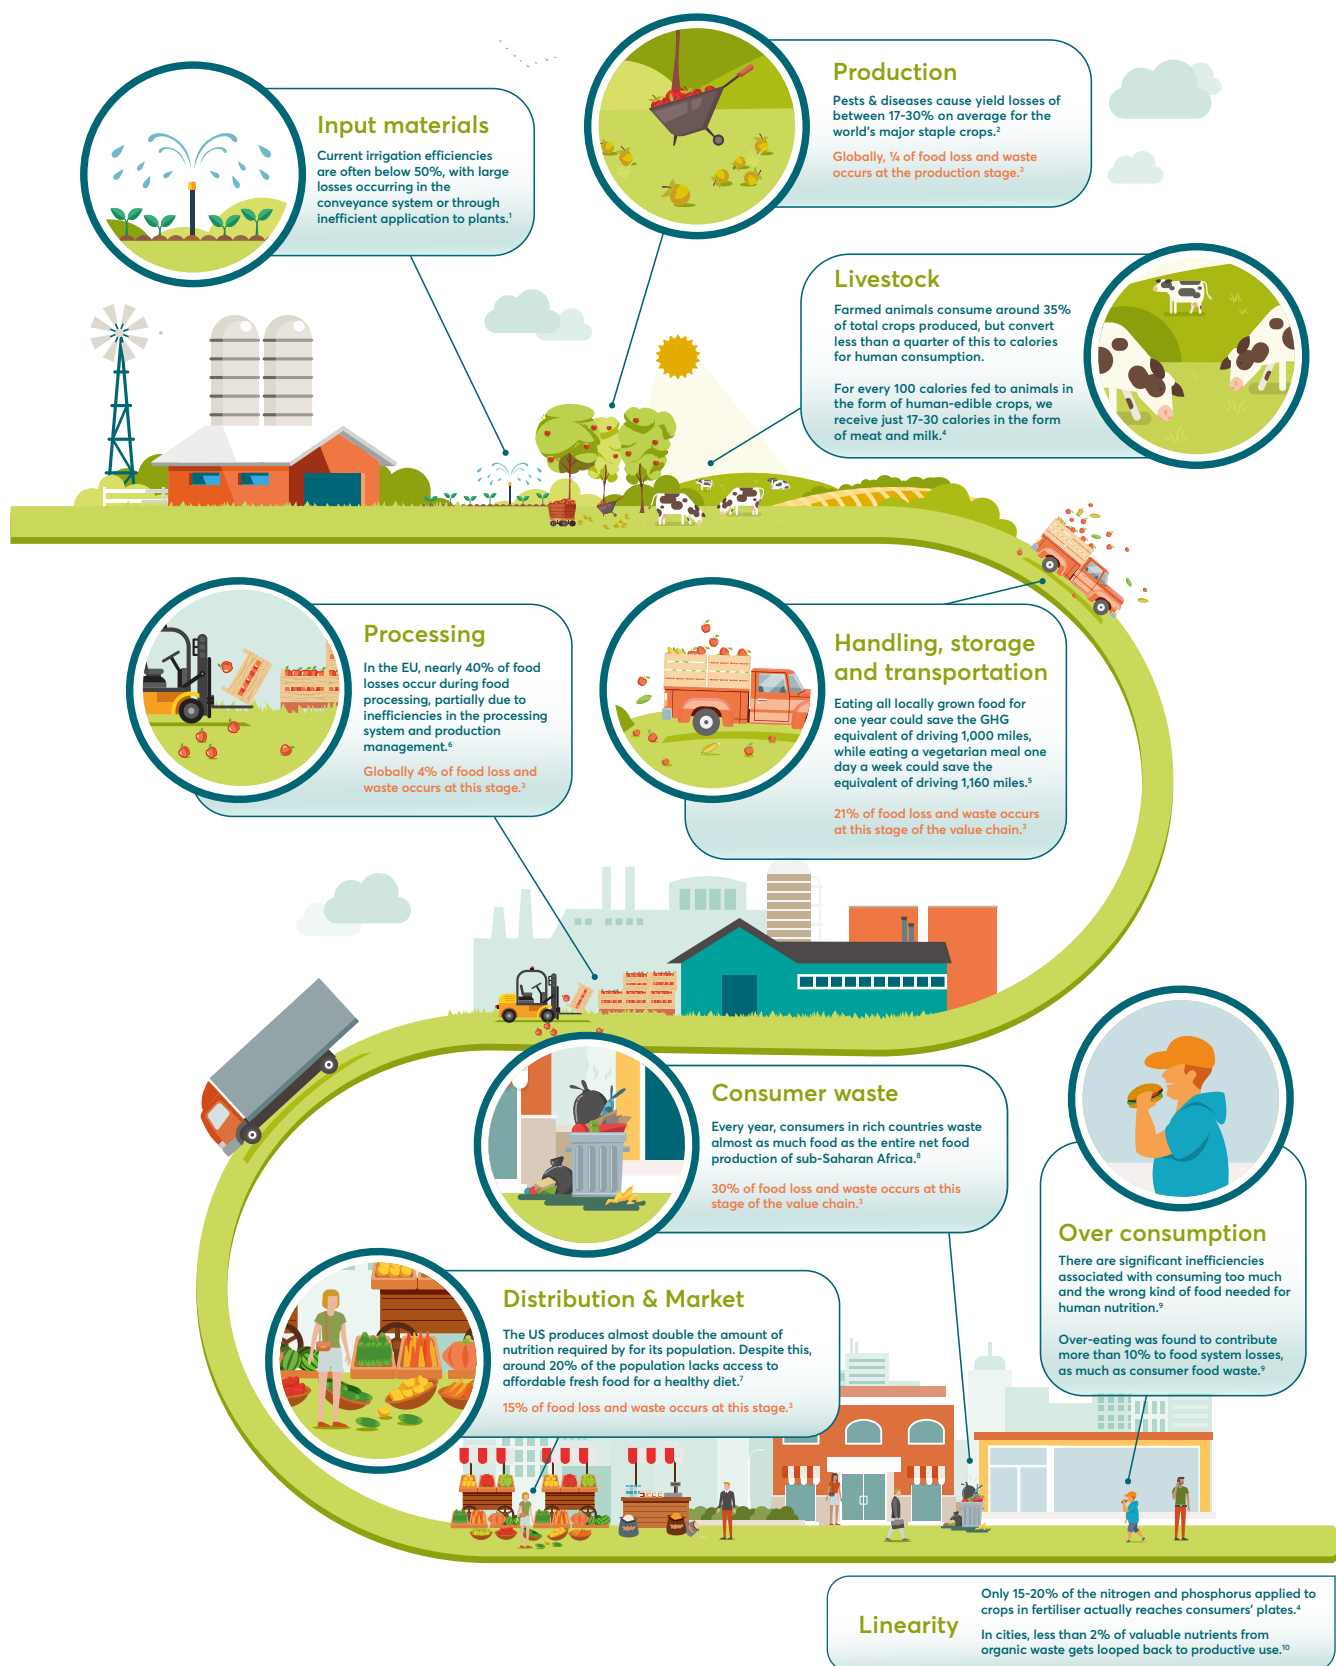 Input materials
Current irrigation efficiencies
are often below 50%, with large
losses occurring in the
conveyance system or through
inefficient application to plants.¹
Production
Pests & diseases cause yield losses of
between 17-30% on average for the
world's major staple crops.²
Globally, ¼ of food loss and waste
occurs at the production stage.³
Livestock
Farmed animals consume around 35%
of total crops produced, but convert
less than a quarter of this to calories
for human consumption.
For every 100 calories fed to animals in
the form of human-edible crops, we
receive just 17-30 calories in the form
of meat and milk.⁴
Processing
In the EU, nearly 40% of food
losses occur during food
processing, partially due to
inefficiencies in the processing
system and production
management.⁶
Globally 4% of food loss and
waste occurs at this stage.³
Handling, storage
and transportation
Eating all locally grown food for
one year could save the GHG
equivalent of driving 1,000 miles,
while eating a vegetarian meal one
day a week could save the
equivalent of driving 1,160 miles.⁵
21% of food loss and waste occurs
at this stage of the value chain.³
Consumer waste
Every year, consumers in rich countries waste
almost as much food as the entire net food
production of sub-Saharan Africa.⁸
30% of food loss and waste occurs at this
stage of the value chain.³
Over consumption
There are significant inefficiencies
associated with consuming too much
and the wrong kind of food needed for
human nutrition.⁹
Over-eating was found to contribute
more than 10% to food system losses,
as much as consumer food waste.⁹
Distribution & Market
The US produces almost double the amount of
nutrition required by for its population. Despite this,
around 20% of the population lacks access to
affordable fresh food for a healthy diet.⁷
15% of food loss and waste occurs at this stage.³
Linearity
Only 15-20% of the nitrogen and phosphorus applied to
crops in fertiliser actually reaches consumers' plates.⁴
In cities, less than 2% of valuable nutrients from
organic waste gets looped back to productive use.¹⁰